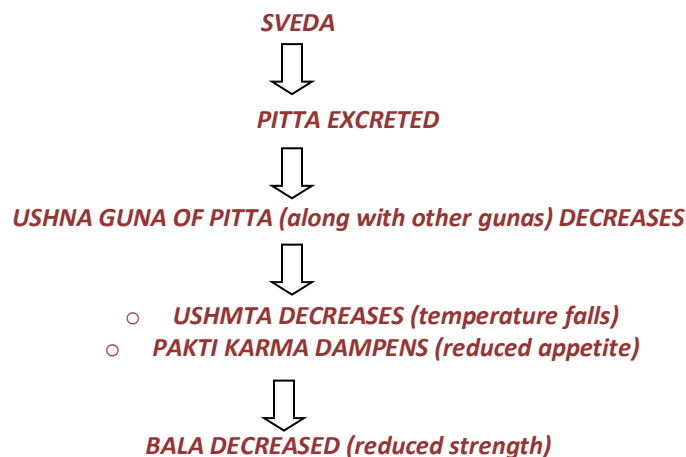 SVEDA
PITTA EXCRETED
USHNA GUNA OF PITTA (along with other gunas) DECREASES
USHMTA DECREASES (temperature falls)
PAKTI KARMA DAMPENS (reduced appetite)
BALA DECREASED (reduced strength)